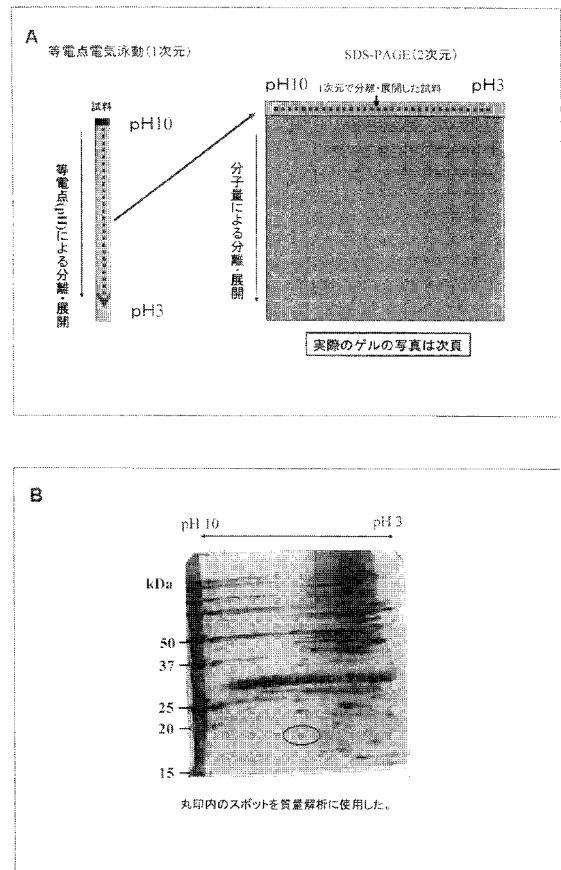 A
等電点電気泳動(1次元)
SDS-PAGE(2次元)
試料
pH10
等電点(pH)による分離・展開
pH3
pH10
1次元で分離・展開した試料
pH3
分子量による分離・展開
実際のゲルの写真は次頁
B
pH 10
pH 3
kDa
50
37
25
20
15
丸印内のスポットを質量解析に使用した。